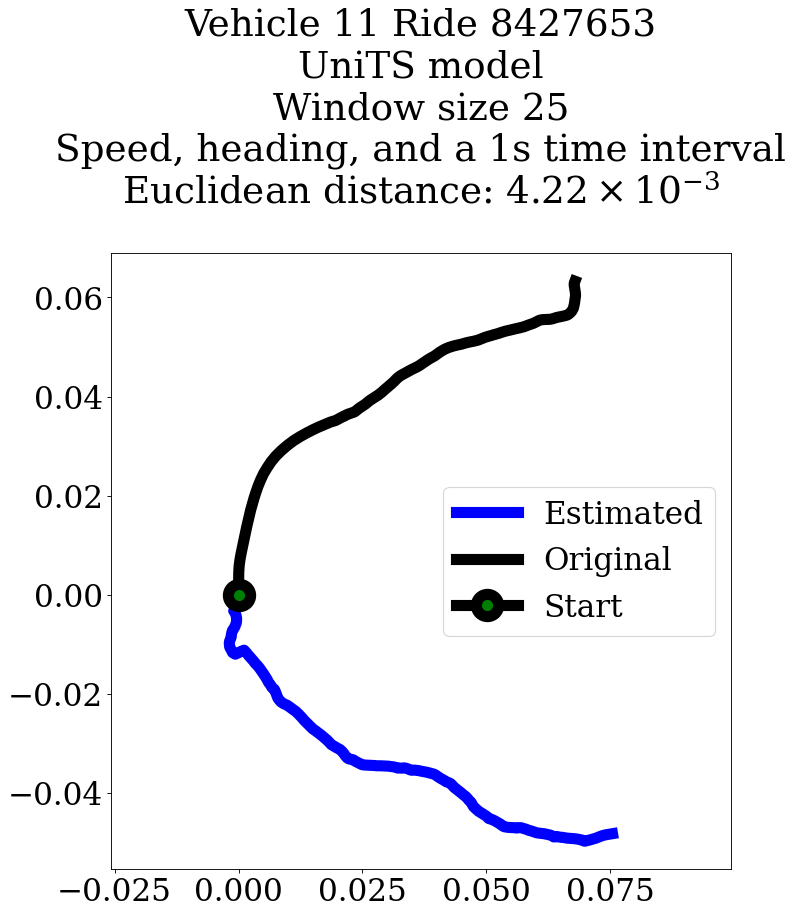 Vehicle 11 Ride 8427653
UniTS model
Window size 25
Speed, heading, and a 1s time interval
Euclidean distance: 4.22 × 10⁻³
0.06
0.04
0.02
0.00
−0.02
−0.04
Estimated
Original
Start
−0.025 0.000 0.025 0.050 0.075